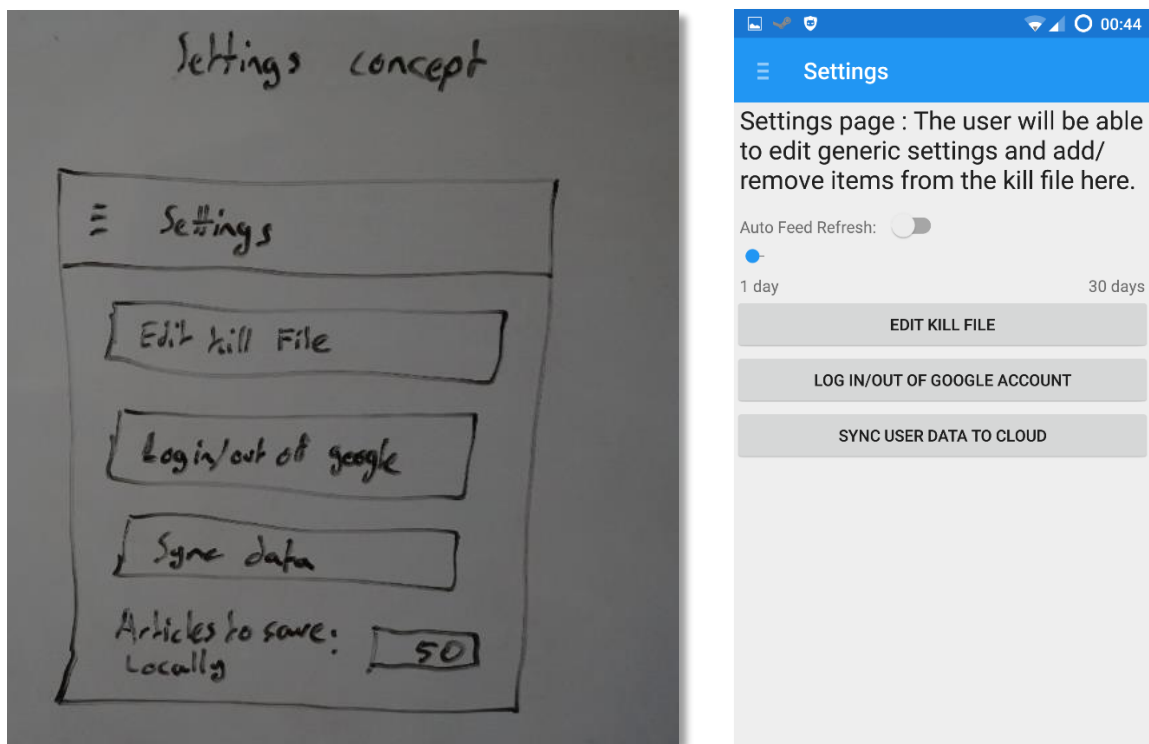 Settings concept
Settings
Edit kill File
Login/out of google
Sync data
Articles to save:
Locally
50
00:44
Settings
Settings page : The user will be able
to edit generic settings and add/
remove items from the kill file here.
Auto Feed Refresh:
1 day
30 days
EDIT KILL FILE
LOG IN/OUT OF GOOGLE ACCOUNT
SYNC USER DATA TO CLOUD